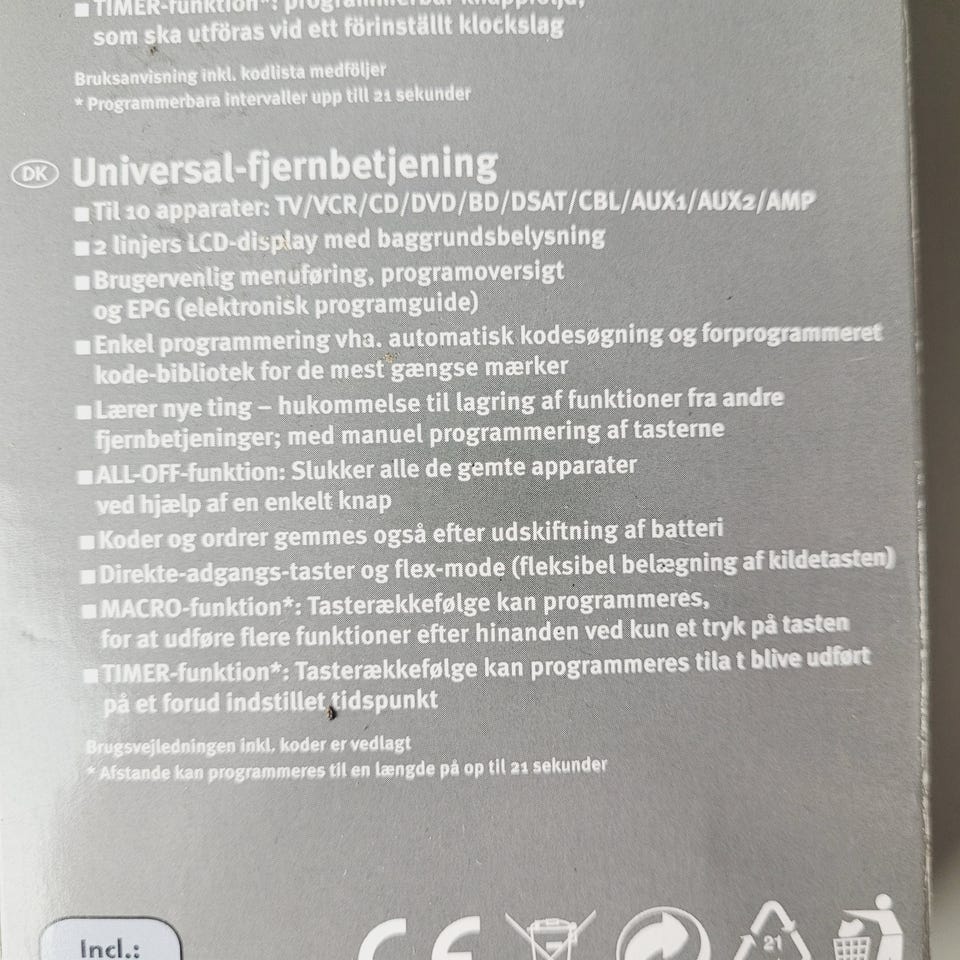 ■ TIMER-funktion*: programmerbar knappföljd,
som ska utföras vid ett förinställt klockslag
Bruksanvisning inkl. kodlista medföljer
* Programmerbara intervaller upp till 21 sekunder
DK Universal-fjernbetjening
■ Til 10 apparater: TV/VCR/CD/DVD/BD/DSAT/CBL/AUX1/AUX2/AMP
■ 2 linjers LCD-display med baggrundsbelysning
■ Brugervenlig menuføring, programoversigt
og EPG (elektronisk programguide)
■ Enkel programmering vha. automatisk kodesøgning og forprogrammeret
kode-bibliotek for de mest gængse mærker
■ Lærer nye ting – hukommelse til lagring af funktioner fra andre
fjernbetjeninger; med manuel programmering af tasterne
■ ALL-OFF-funktion: Slukker alle de gemte apparater
ved hjælp af en enkelt knap
■ Koder og ordrer gemmes også efter udskiftning af batteri
■ Direkte-adgangs-taster og flex-mode (fleksibel belægning af kildetasten)
■ MACRO-funktion*: Tasterækkefølge kan programmeres,
for at udføre flere funktioner efter hinanden ved kun et tryk på tasten
■ TIMER-funktion*: Tasterækkefølge kan programmeres tila t blive udført
på et forud indstillet tidspunkt
Brugsvejledningen inkl. koder er vedlagt
* Afstande kan programmeres til en længde på op til 21 sekunder
Incl.:
CE
21